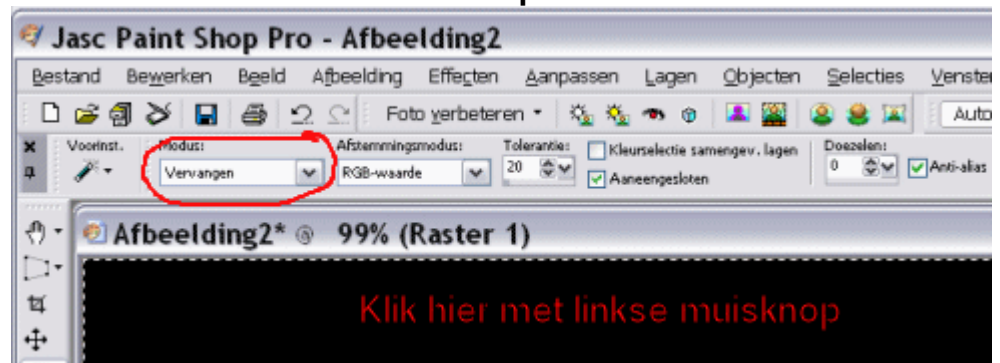 Jasc Paint Shop Pro - Afbeelding2
Bestand Bewerken Beeld Afbeelding Effecten Aanpassen Lagen Objecten Selecties Venster
Foto verbeteren Auto
Voorinst. Modus: Afstemmingsmodus: Tolerantie: Kleurselectie samengev. lagen Doezelen:
Vervangen RGB-waarde 20 Aaneengesloten 0 Anti-alias
Afbeelding2* @ 99% (Raster 1)
Klik hier met linkse muisknop